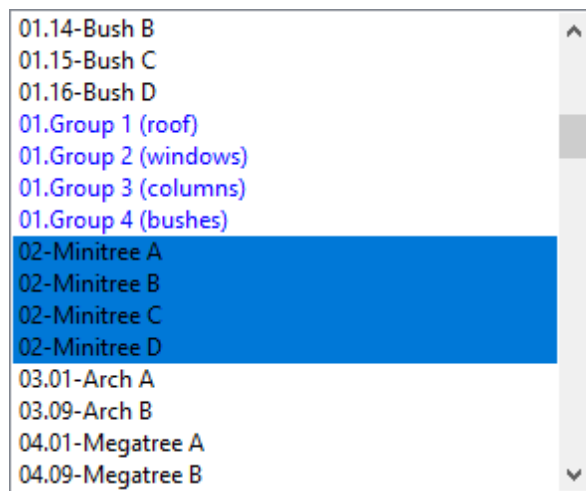 01.14-Bush B
01.15-Bush C
01.16-Bush D
01.Group 1 (roof)
01.Group 2 (windows)
01.Group 3 (columns)
01.Group 4 (bushes)
02-Minitree A
02-Minitree B
02-Minitree C
02-Minitree D
03.01-Arch A
03.09-Arch B
04.01-Megatree A
04.09-Megatree B